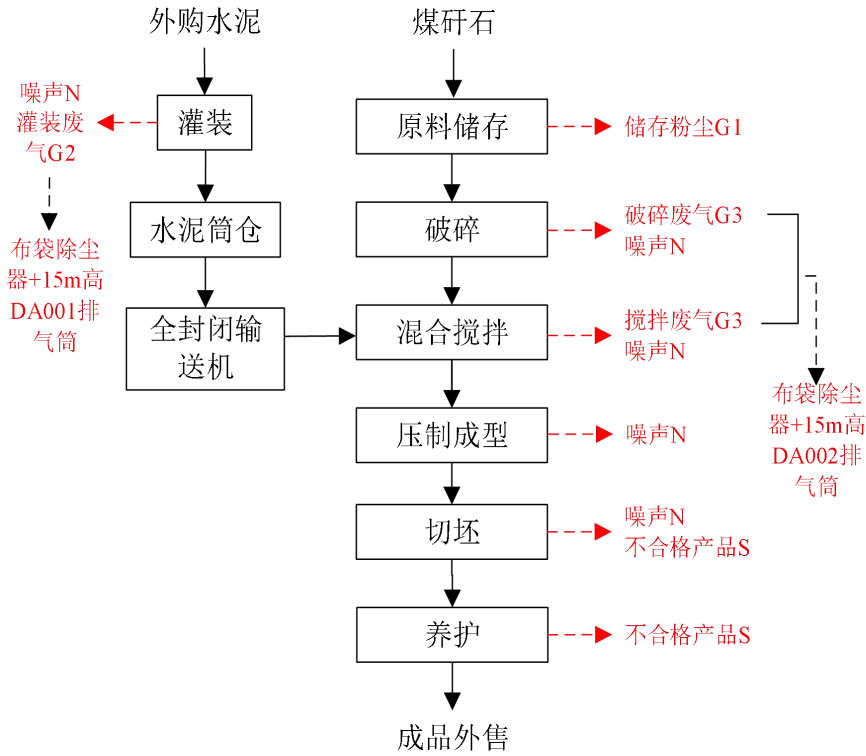 外购水泥
煤矸石
噪声N
灌装废
气G2
灌装
原料储存
储存粉尘G1
水泥筒仓
破碎
破碎废气G3
噪声N
布袋除尘
器+15m高
DA001排
气筒
全封闭输
送机
混合搅拌
搅拌废气G3
噪声N
布袋除尘
器+15m高
DA002排
气筒
压制成型
噪声N
切坯
噪声N
不合格产品S
养护
不合格产品S
成品外售